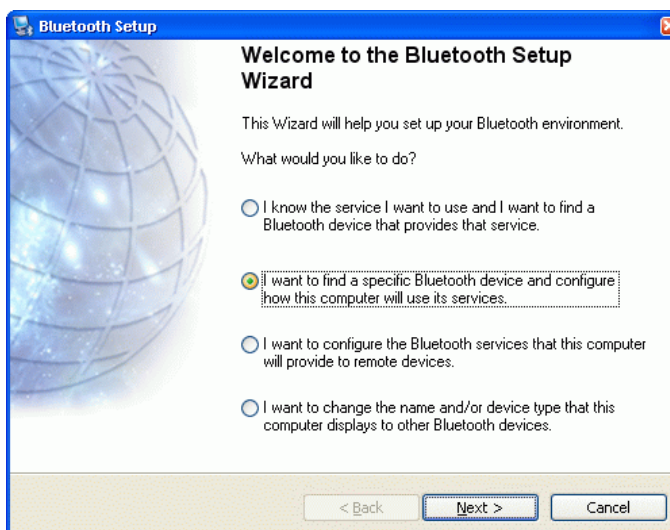 Bluetooth Setup
Welcome to the Bluetooth Setup
Wizard
This Wizard will help you set up your Bluetooth environment.
What would you like to do?
I know the service I want to use and I want to find a
Bluetooth device that provides that service.
I want to find a specific Bluetooth device and configure
how this computer will use its services.
I want to configure the Bluetooth services that this computer
will provide to remote devices.
I want to change the name and/or device type that this
computer displays to other Bluetooth devices.
< Back Next > Cancel